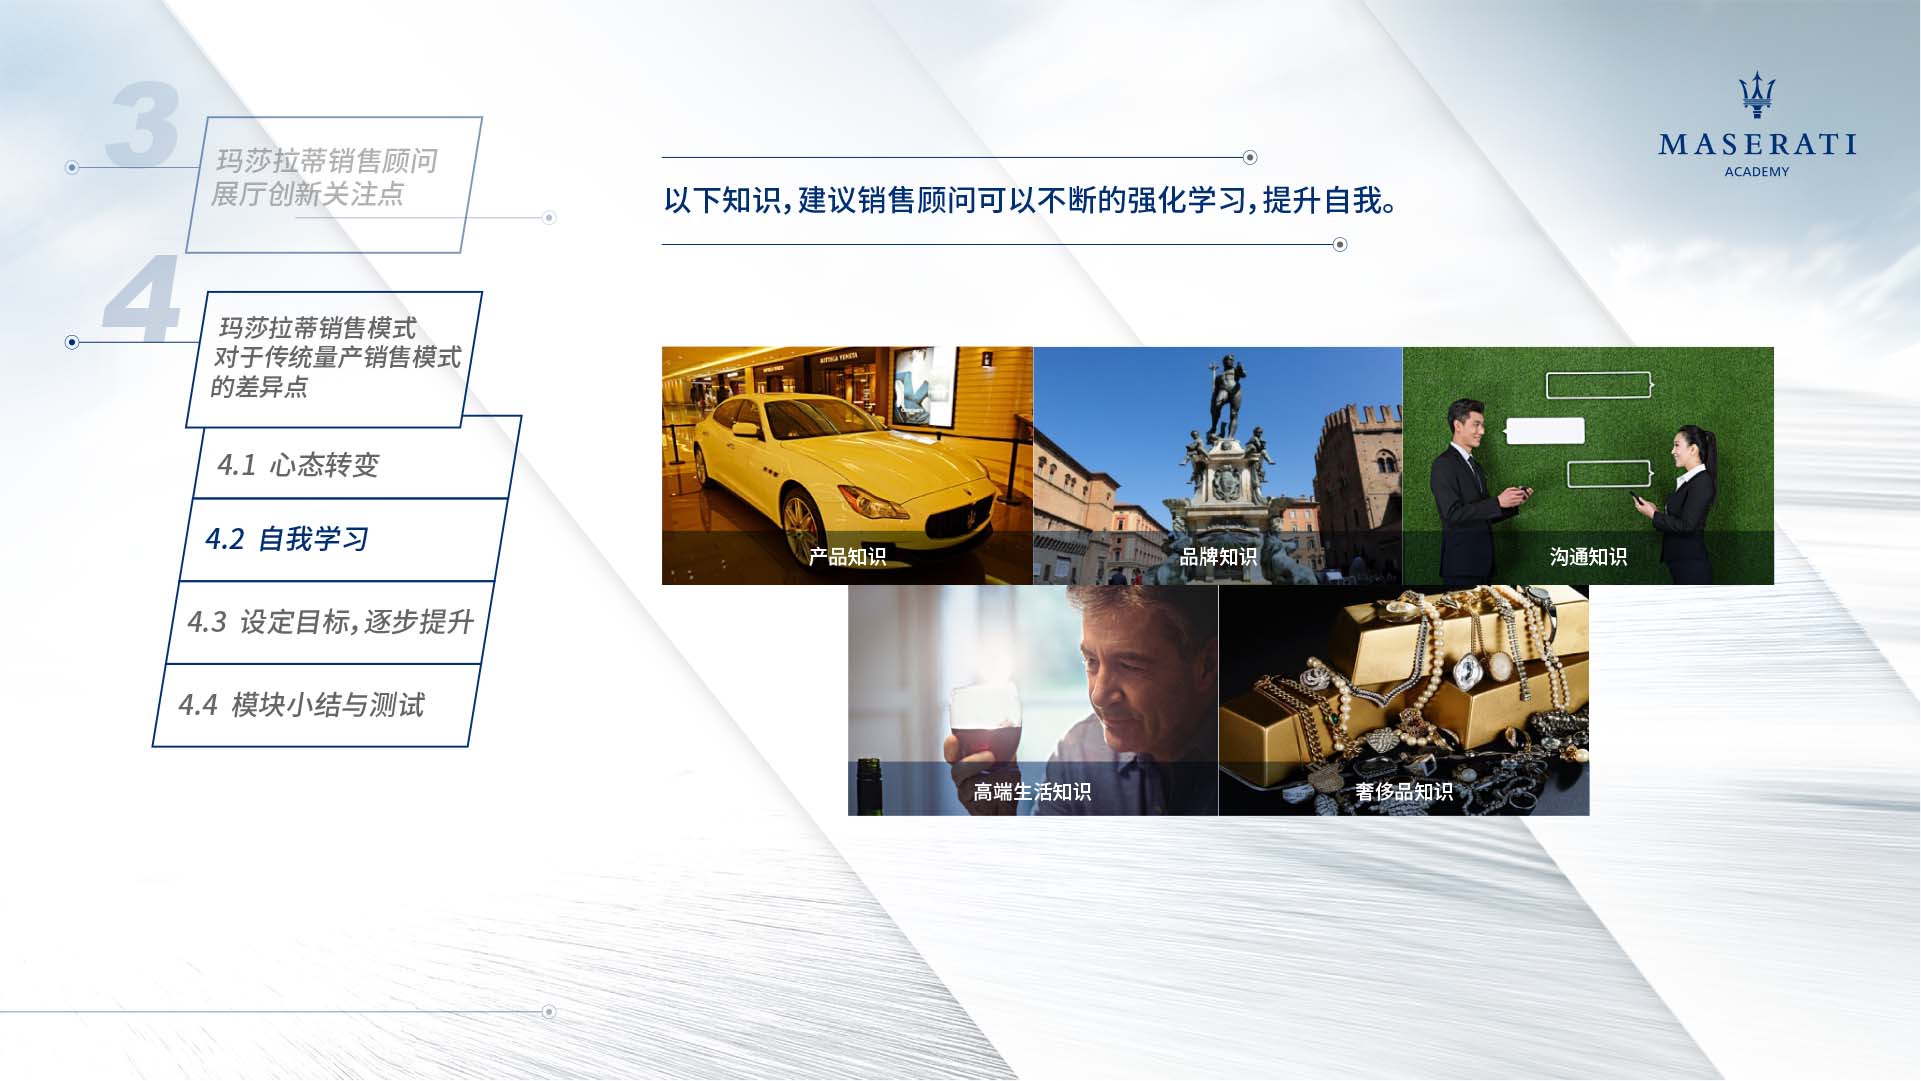 3
玛莎拉蒂销售顾问
展厅创新关注点
4
玛莎拉蒂销售模式
对于传统量产销售模式
的差异点
4.1 心态转变
4.2 自我学习
4.3 设定目标，逐步提升
4.4 模块小结与测试
MASERATI
ACADEMY
以下知识，建议销售顾问可以不断的强化学习，提升自我。
BOTTEGA VENETA
产品知识
品牌知识
沟通知识
高端生活知识
奢侈品知识